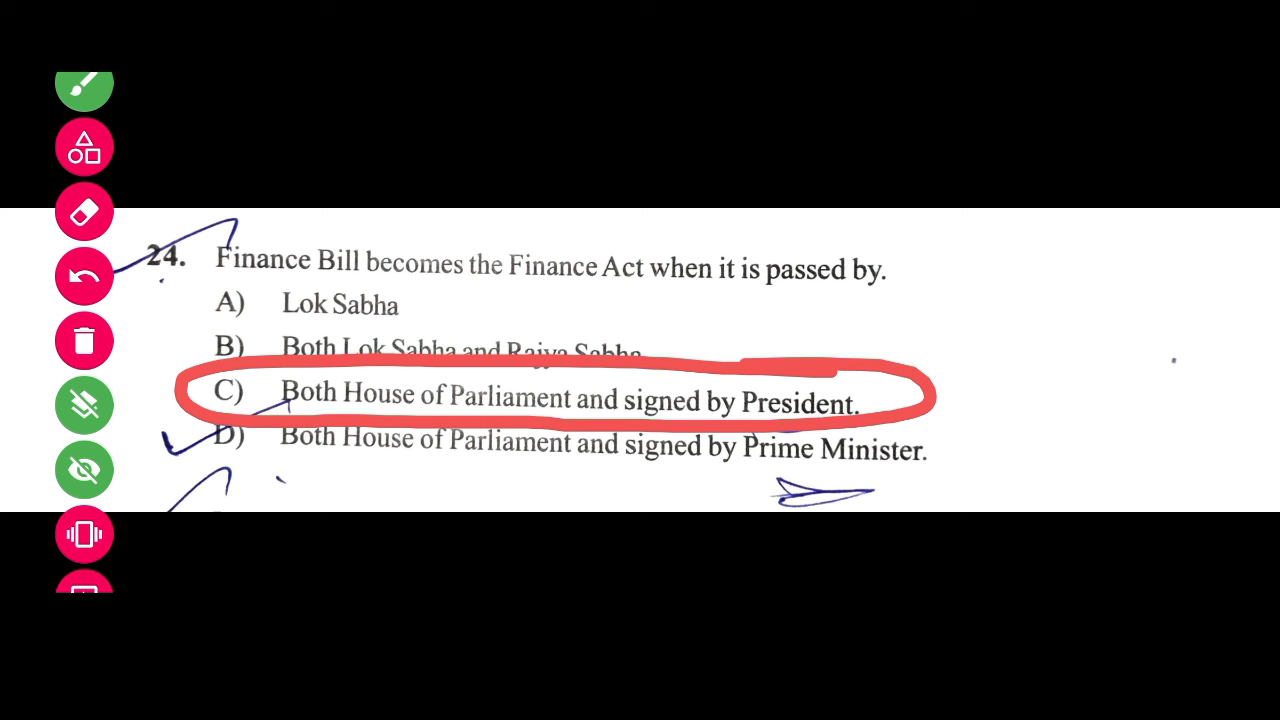 24. Finance Bill becomes the Finance Act when it is passed by.
A) Lok Sabha
B) Both Lok Sabha and Rajya Sabha
C) Both House of Parliament and signed by President.
D) Both House of Parliament and signed by Prime Minister.